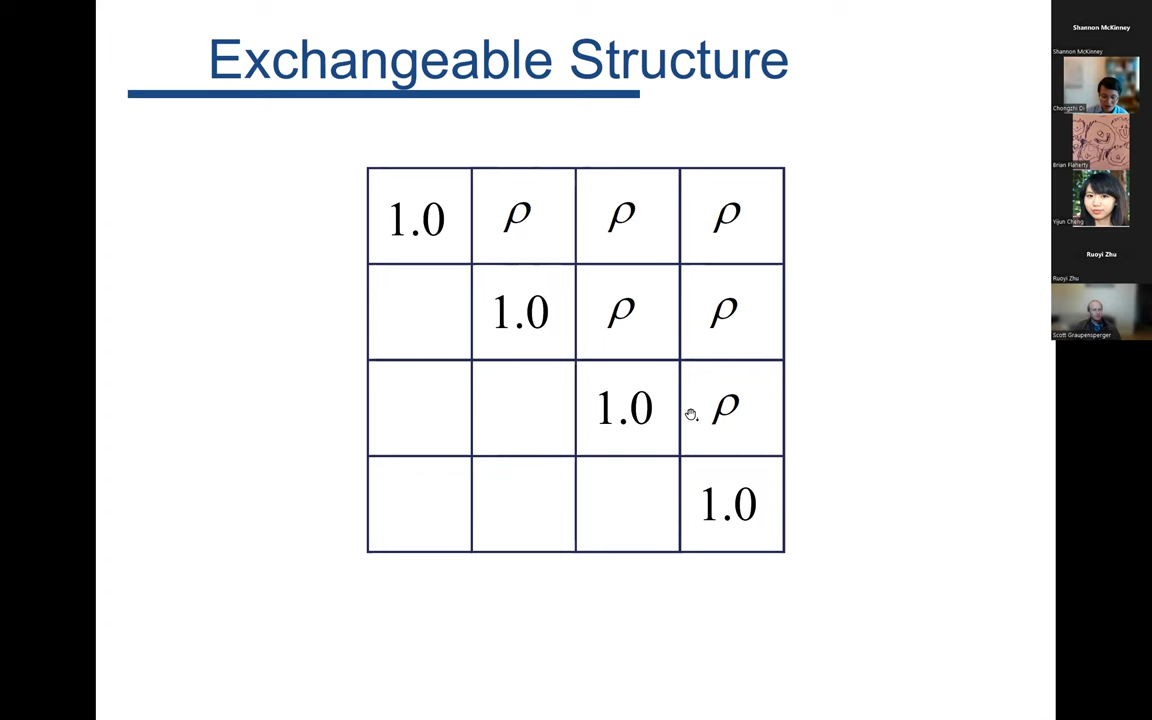 Exchangeable Structure
1.0 ρ ρ ρ
1.0 ρ ρ
1.0 ρ
1.0
Shannon McKinney
Shannon McKinney
Chongzhi Di
Brian Flaherty
Yijun Cheng
Ruoyi Zhu
Ruoyi Zhu
Scott Graupensperger